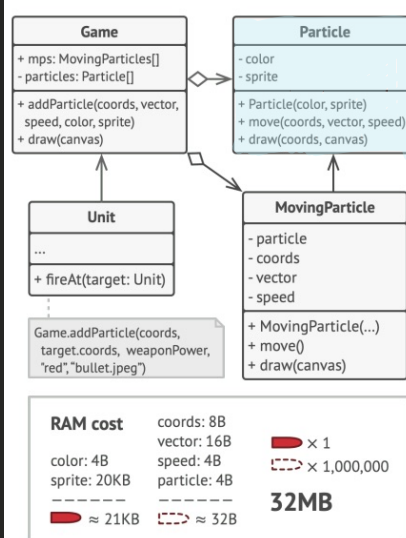 Game
+ mps: MovingParticles[]
- particles: Particle[]
+ addParticle(coords, vector,
speed, color, sprite)
+ draw(canvas)
Particle
- color
- sprite
+ Particle(color, sprite)
+ move(coords, vector, speed)
+ draw(coords, canvas)
Unit
...
+ fireAt(target: Unit)
MovingParticle
- particle
- coords
- vector
- speed
+ MovingParticle(...)
+ move()
+ draw(canvas)
Game.addParticle(coords,
target.coords, weaponPower,
"red","bullet.jpeg")
RAM cost
color: 4B
sprite: 20KB
≈ 21KB
coords: 8B
vector: 16B
speed: 4B
particle: 4B
≈ 32B
× 1
× 1,000,000
32MB